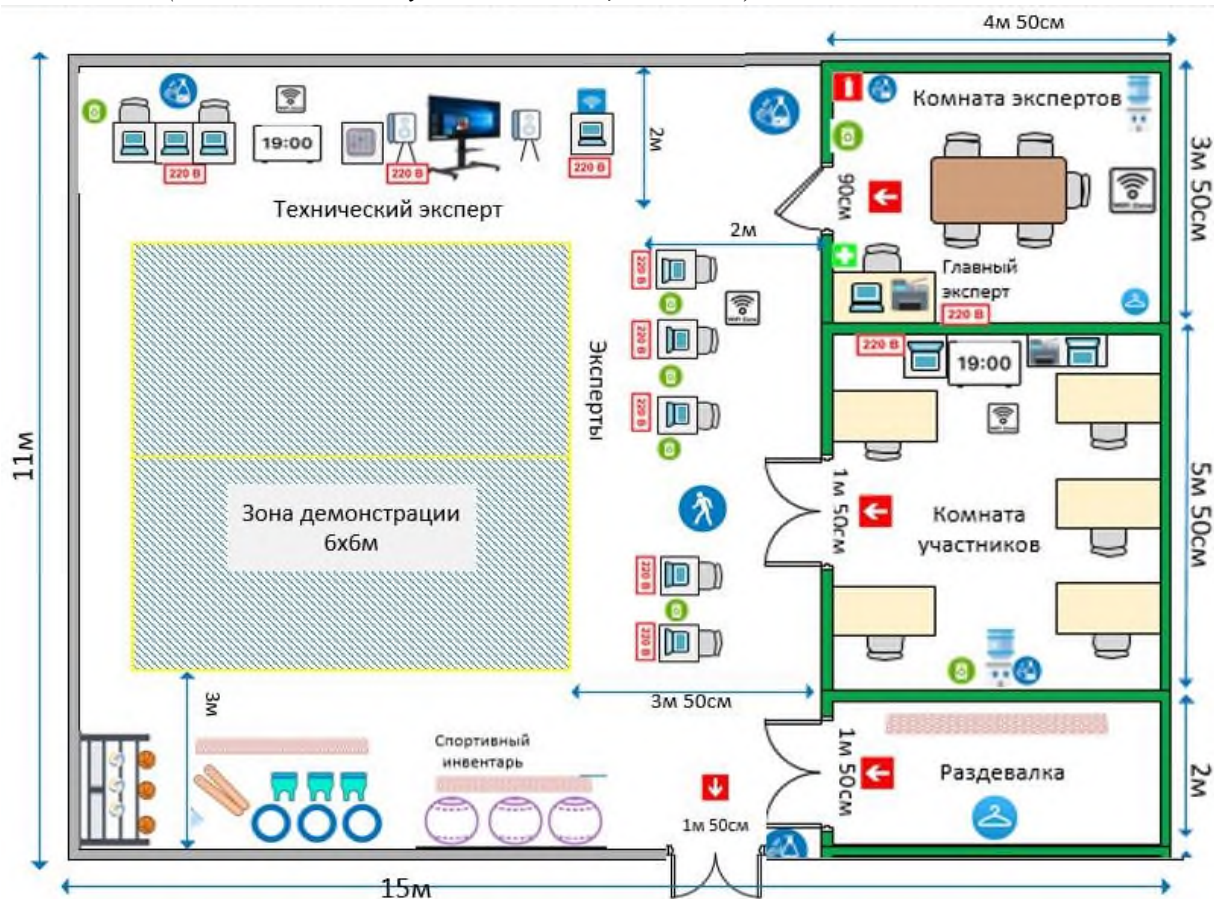 4м 50см
Комната экспертов
3м 50см
19:00
2м
220 В
220 В
220 В
Технический эксперт
90см
2м
220 В
Главный
эксперт
220 В
220 В
19:00
220 В
Эксперты
220 В
11м
Зона демонстрации
6х6м
1м 50см
Комната
участников
5м 50см
220 В
220 В
3м
3м 50см
Спортивный
инвентарь
1м 50см
Раздевалка
2м
1м 50см
15м